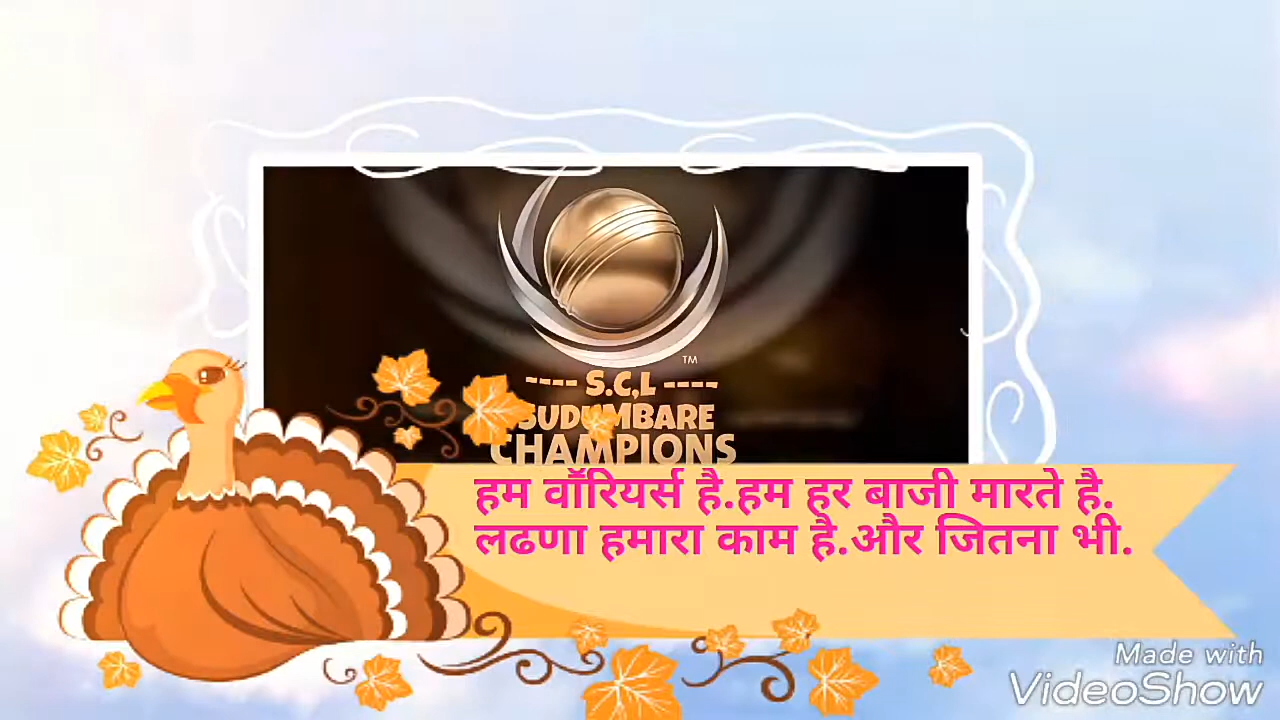 TM
---- S.C,L ----
SUDUMBARE
CHAMPIONS
हम वॉरियर्स है.हम हर बाजी मारते है.
लढणा हमारा काम है.और जितना भी.
Made with
VideoShow